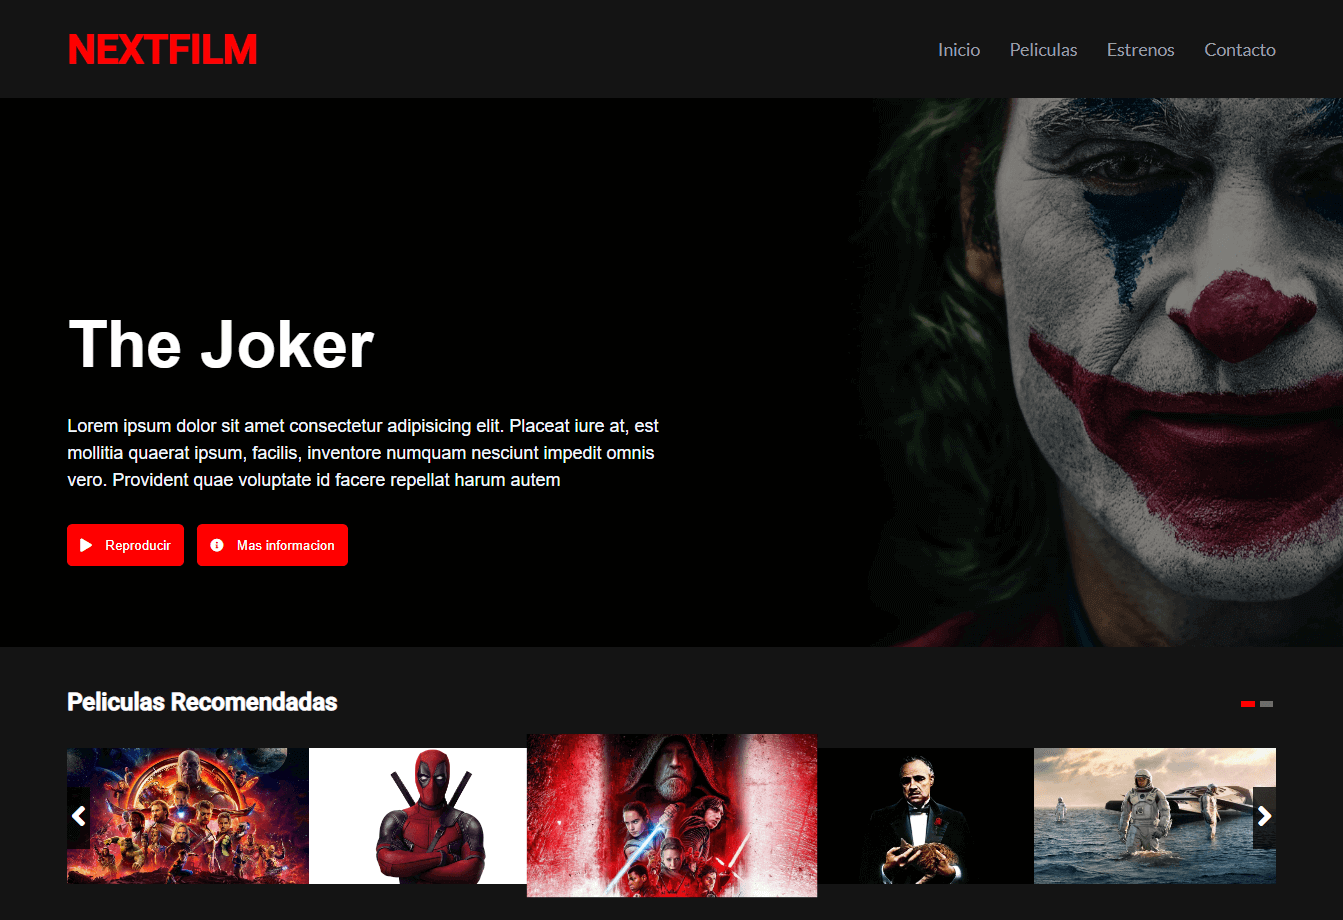 NEXTFILM
Inicio Peliculas Estrenos Contacto
The Joker
Lorem ipsum dolor sit amet consectetur adipisicing elit. Placeat iure at, est
mollitia quaerat ipsum, facilis, inventore numquam nesciunt impedit omnis
vero. Provident quae voluptate id facere repellat harum autem
Reproducir
Mas informacion
Peliculas Recomendadas